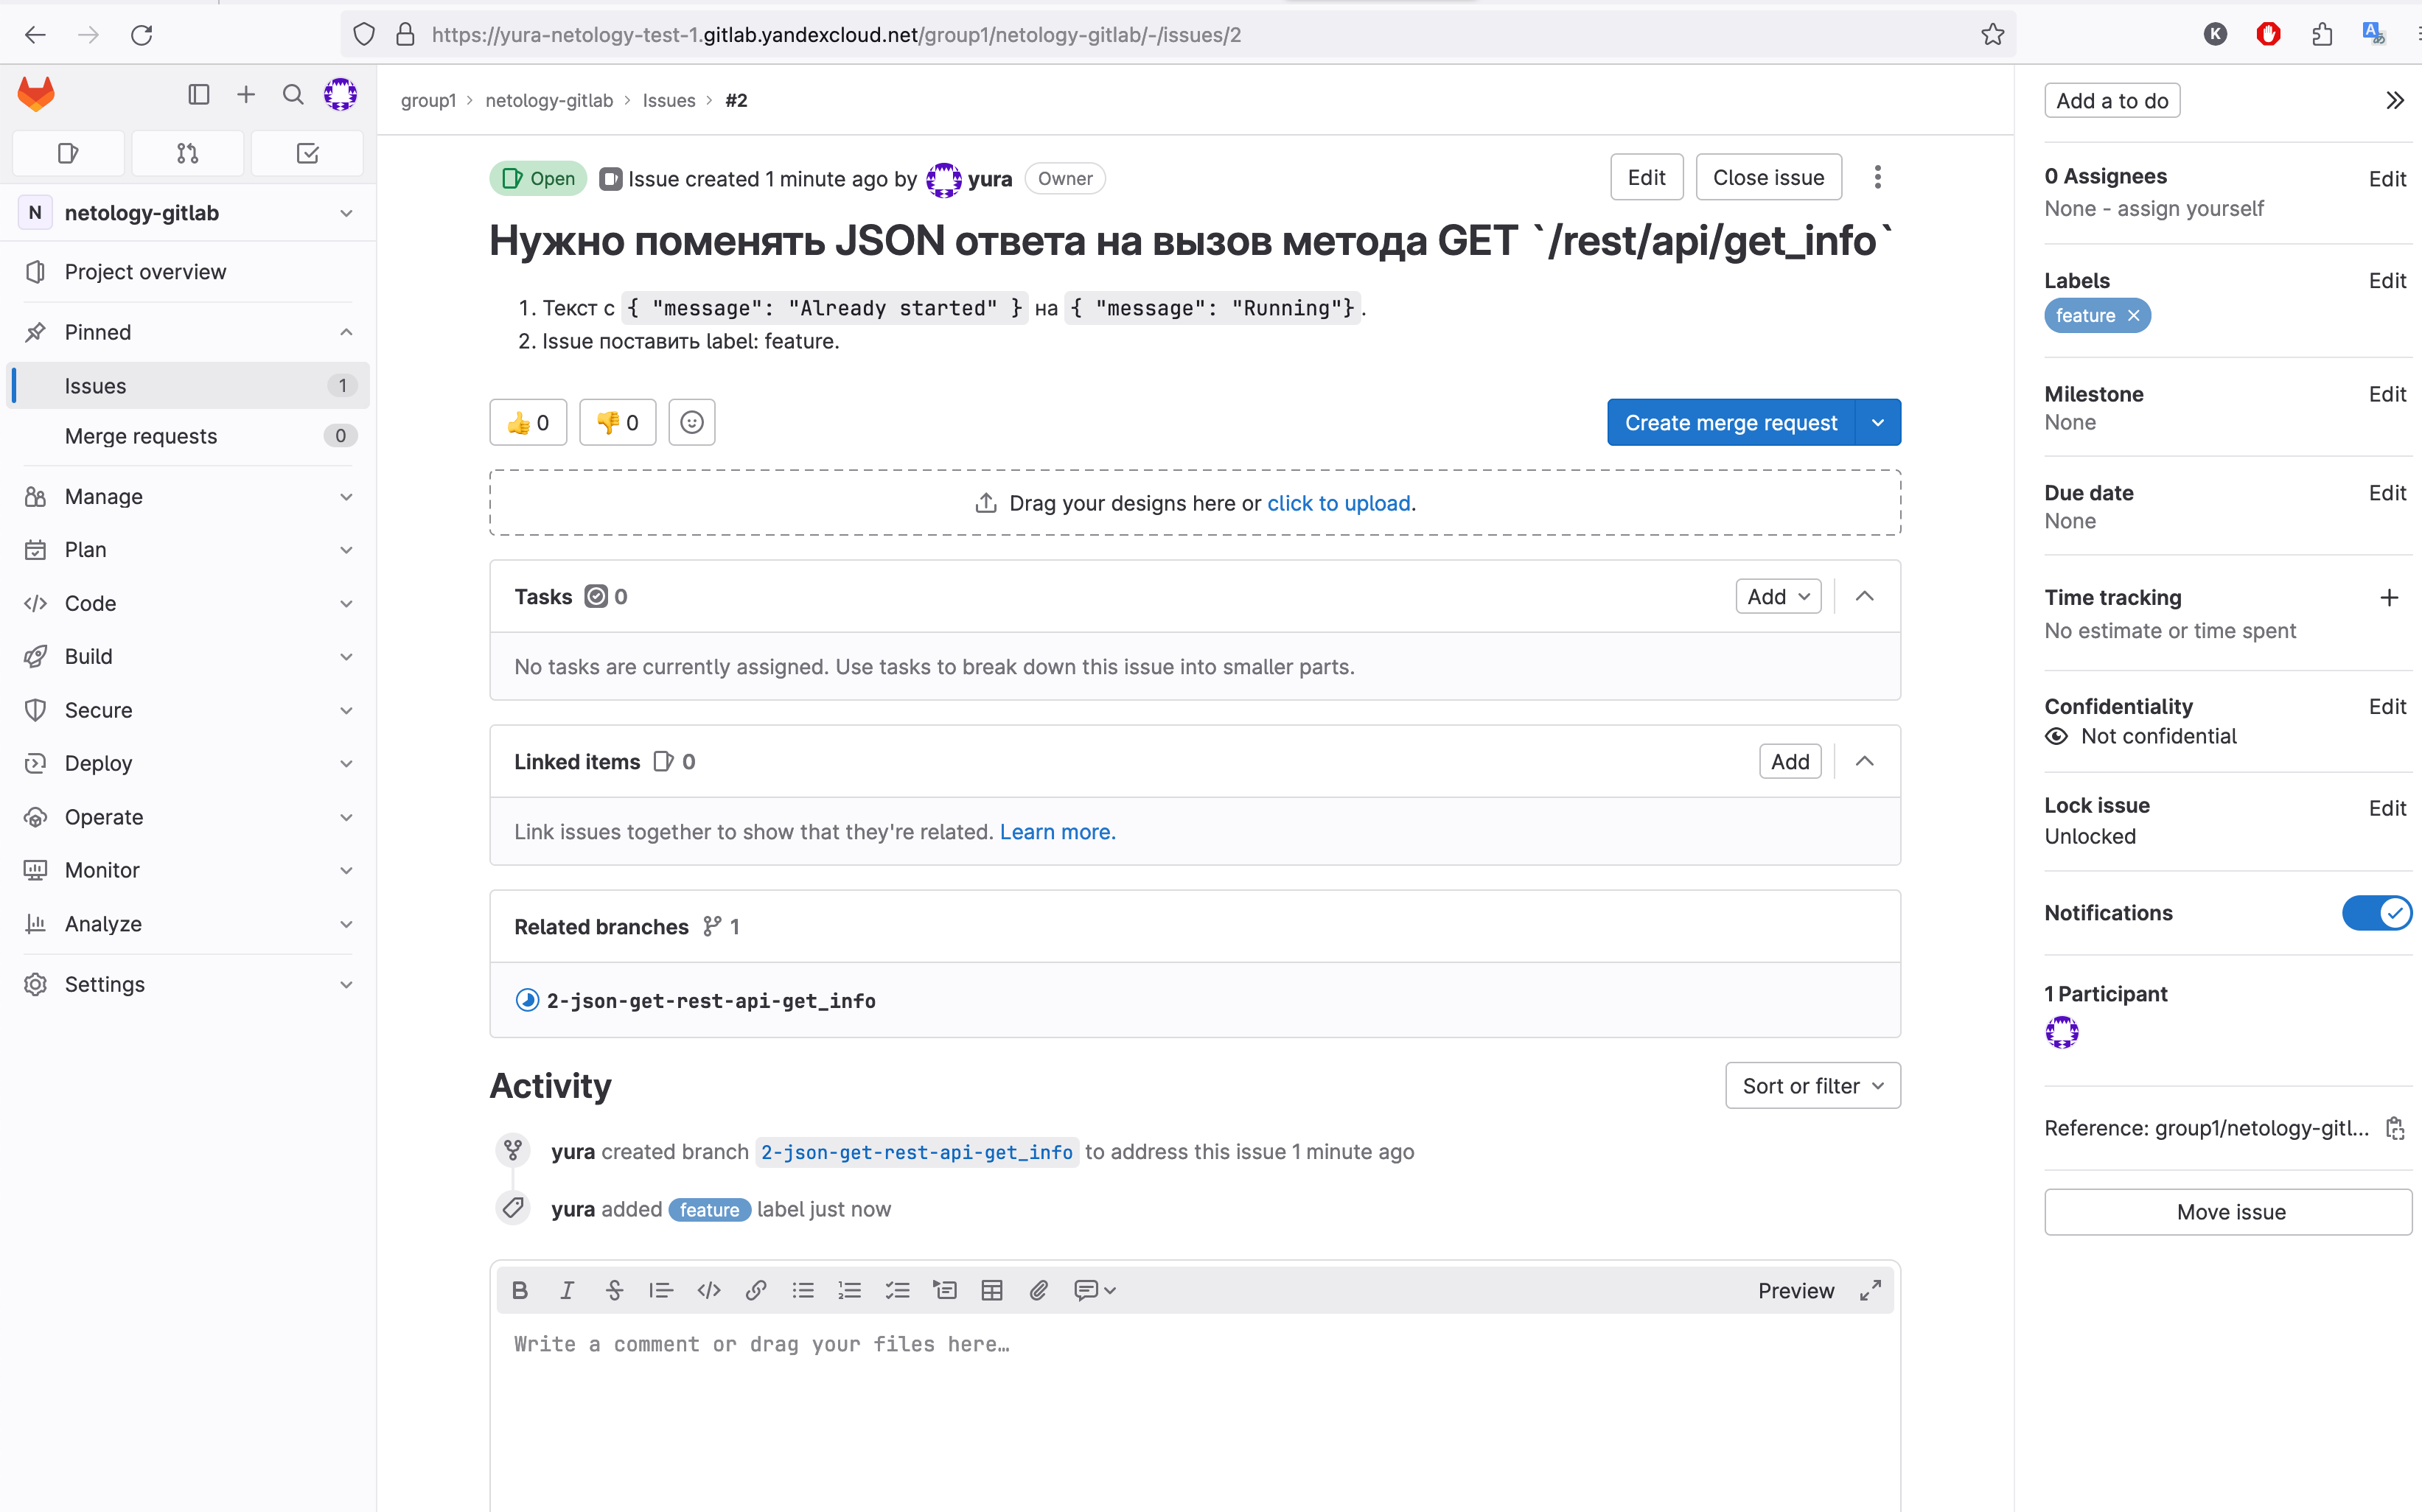 https://yura-netology-test-1.gitlab.yandexcloud.net/group1/netology-gitlab/-/issues/2
K
group1 > netology-gitlab > Issues > #2
Add a to do
N netology-gitlab
Project overview
Pinned
Issues 1
Merge requests 0
Manage
Plan
Code
Build
Secure
Deploy
Operate
Monitor
Analyze
Settings
Open Issue created 1 minute ago by yura Owner
Edit Close issue
Нужно поменять JSON ответа на вызов метода GET `/rest/api/get_info`
1. Текст с { "message": "Already started" } на { "message": "Running"}.
2. Issue поставить label: feature.
👍 0 👎 0
Create merge request
Drag your designs here or click to upload.
Tasks 0 Add
No tasks are currently assigned. Use tasks to break down this issue into smaller parts.
Linked items 0 Add
Link issues together to show that they're related. Learn more.
Related branches 1
2-json-get-rest-api-get_info
Activity Sort or filter
yura created branch 2-json-get-rest-api-get_info to address this issue 1 minute ago
yura added feature label just now
Preview
Write a comment or drag your files here…
0 Assignees Edit
None - assign yourself
Labels Edit
feature ×
Milestone Edit
None
Due date Edit
None
Time tracking +
No estimate or time spent
Confidentiality Edit
Not confidential
Lock issue Edit
Unlocked
Notifications
1 Participant
Reference: group1/netology-gitl...
Move issue